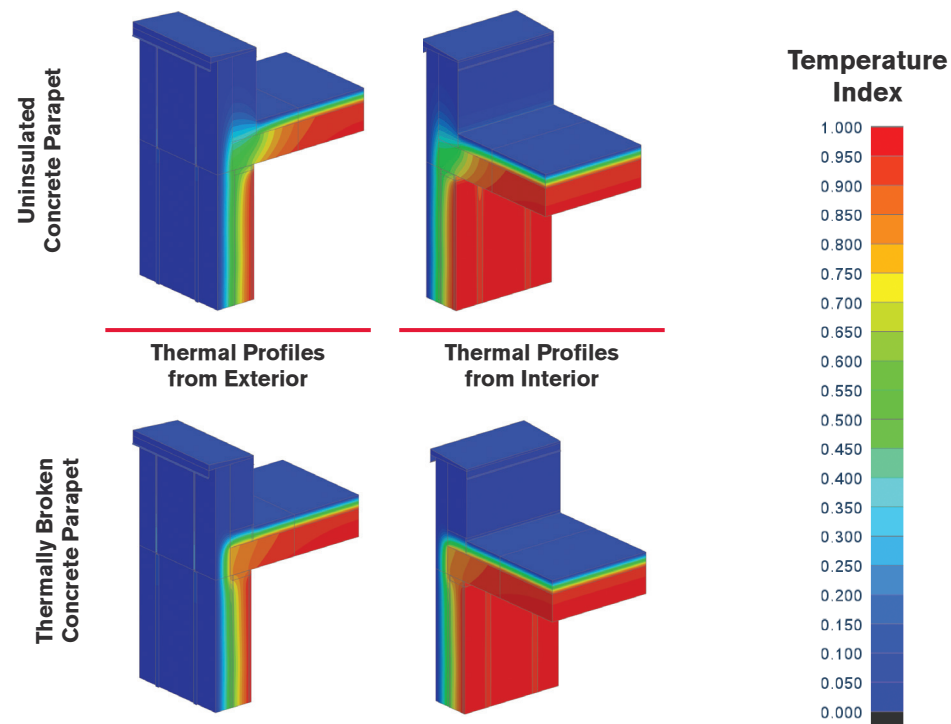 Uninsulated
Concrete Parapet
Thermal Profiles
from Exterior
Thermal Profiles
from Interior
Thermally Broken
Concrete Parapet
Temperature
Index
1.000
0.950
0.900
0.850
0.800
0.750
0.700
0.650
0.600
0.550
0.500
0.450
0.400
0.350
0.300
0.250
0.200
0.150
0.100
0.050
0.000